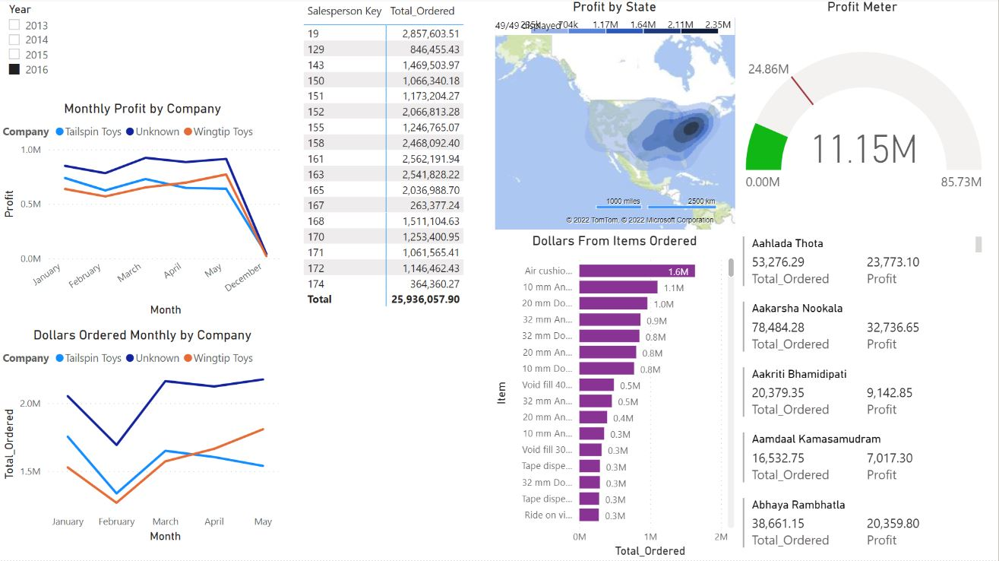 Year
2013
2014
2015
2016
Monthly Profit by Company
Company Tailspin Toys Unknown Wingtip Toys
1.0M
0.5M
0.0M
Profit
January February March April May December
Month
Dollars Ordered Monthly by Company
Company Tailspin Toys Unknown Wingtip Toys
2.0M
1.5M
Total_Ordered
January February March April May
Month
Salesperson Key Total_Ordered
19 2,857,603.51
129 846,455.43
143 1,469,503.97
150 1,066,340.18
151 1,173,204.27
152 2,066,813.28
155 1,246,765.07
158 2,468,092.40
161 2,562,191.94
163 2,541,828.22
165 2,036,988.70
167 263,377.24
168 1,511,104.63
170 1,253,400.95
171 1,061,565.41
172 1,146,462.43
174 364,360.27
Total 25,936,057.90
Profit by State
49/49 displayed 704k 1.17M 1.64M 2.11M 2.35M
1000 miles 2500 km
© 2022 TomTom, © 2022 Microsoft Corporation
Dollars From Items Ordered
Air cushio... 1.6M
10 mm An... 1.1M
20 mm Do... 1.0M
32 mm An... 0.9M
32 mm Do... 0.8M
20 mm An... 0.8M
10 mm Do... 0.8M
Void fill 40... 0.5M
32 mm An... 0.5M
20 mm An... 0.4M
10 mm An... 0.3M
Void fill 30... 0.3M
Tape dispe... 0.3M
32 mm Do... 0.3M
Tape dispe... 0.3M
Ride on vi... 0.3M
Item
0M 1M 2M
Total_Ordered
Profit Meter
24.86M
11.15M
0.00M 85.73M
Aahlada Thota
53,276.29 23,773.10
Total_Ordered Profit
Aakarsha Nookala
78,484.28 32,736.65
Total_Ordered Profit
Aakriti Bhamidipati
20,379.35 9,142.85
Total_Ordered Profit
Aamdaal Kamasamudram
16,532.75 7,017.30
Total_Ordered Profit
Abhaya Rambhatla
38,661.15 20,359.80
Total_Ordered Profit